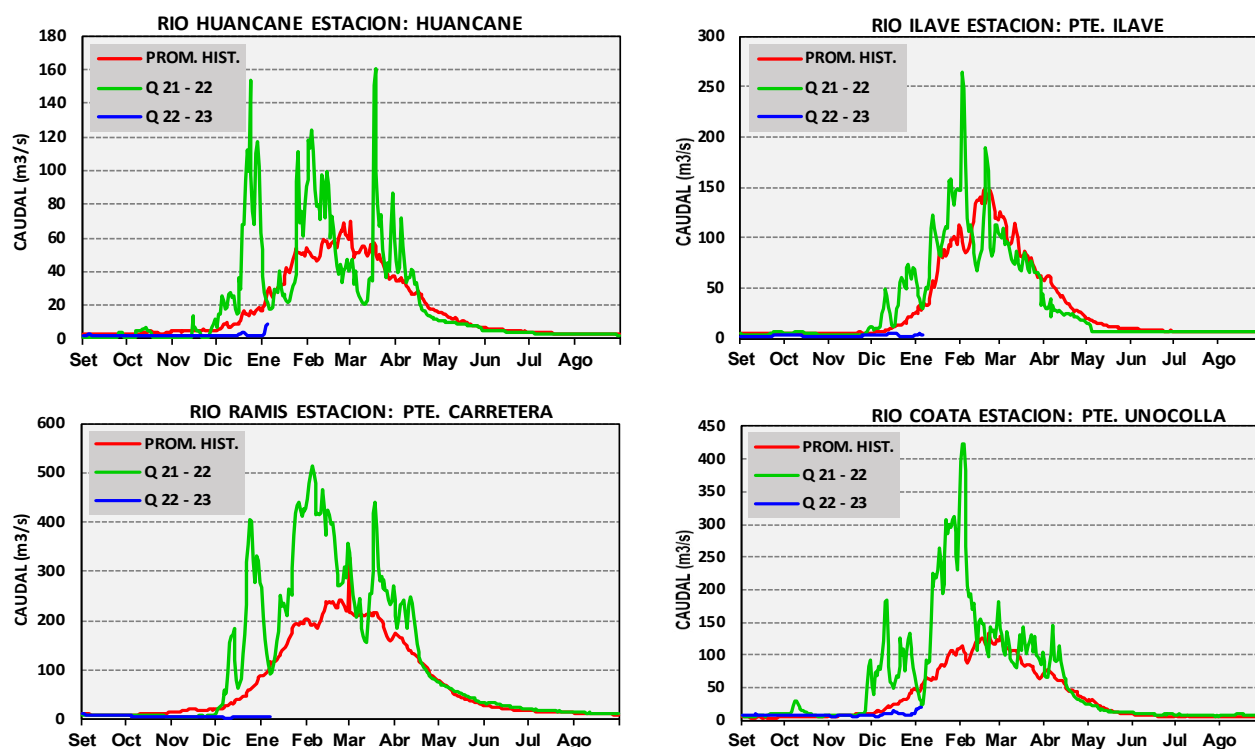 RIO HUANCANE ESTACION: HUANCANE
CAUDAL (m3/s)
180
160
140
120
100
80
60
40
20
0
PROM. HIST.
Q 21 - 22
Q 22 - 23
Set Oct Nov Dic Ene Feb Mar Abr May Jun Jul Ago
RIO ILAVE ESTACION: PTE. ILAVE
CAUDAL (m3/s)
300
250
200
150
100
50
0
PROM. HIST.
Q 21 - 22
Q 22 - 23
Set Oct Nov Dic Ene Feb Mar Abr May Jun Jul Ago
RIO RAMIS ESTACION: PTE. CARRETERA
CAUDAL (m3/s)
600
500
400
300
200
100
0
PROM. HIST.
Q 21 - 22
Q 22 - 23
Set Oct Nov Dic Ene Feb Mar Abr May Jun Jul Ago
RIO COATA ESTACION: PTE. UNOCOLLA
CAUDAL (m3/s)
450
400
350
300
250
200
150
100
50
0
PROM. HIST.
Q 21 - 22
Q 22 - 23
Set Oct Nov Dic Ene Feb Mar Abr May Jun Jul Ago